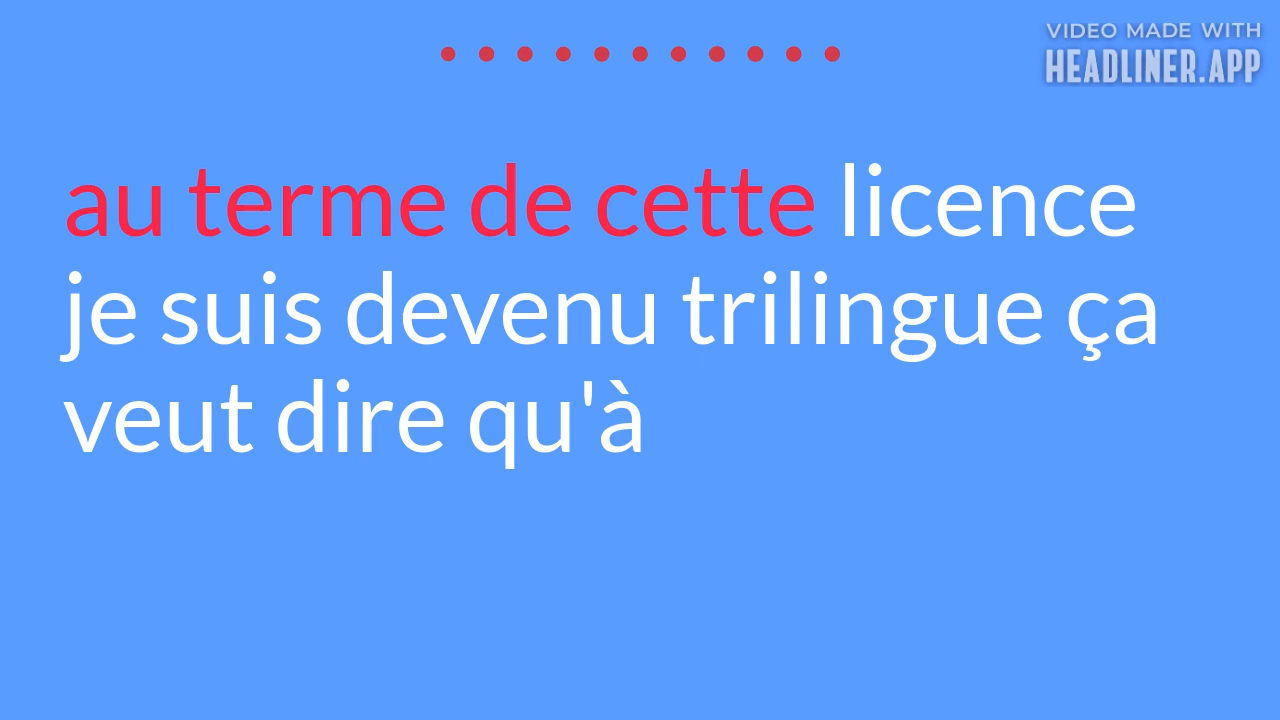 VIDEO MADE WITH
HEADLINER.APP
au terme de cette licence
je suis devenu trilingue ça
veut dire qu'à